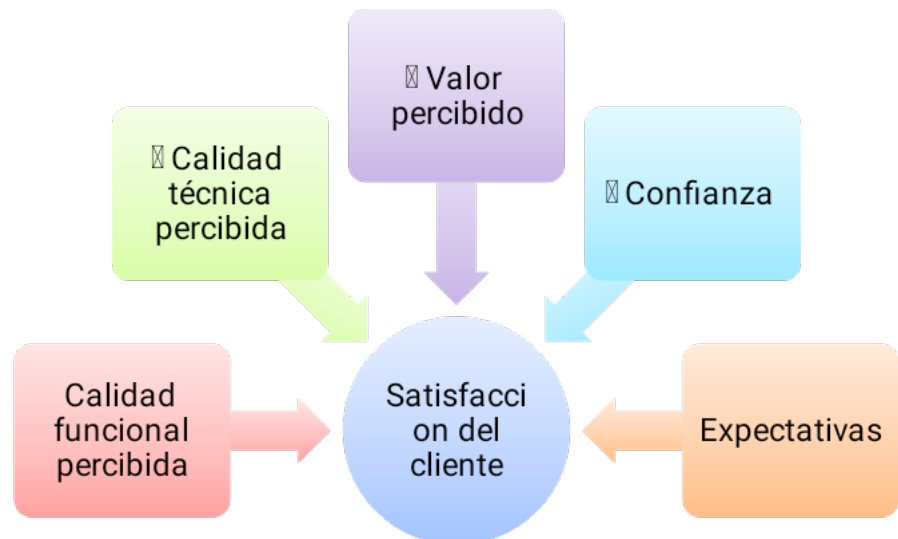 Valor
percibido
Calidad
técnica
percibida
Confianza
Calidad
funcional
percibida
Satisfacci
on del
cliente
Expectativas